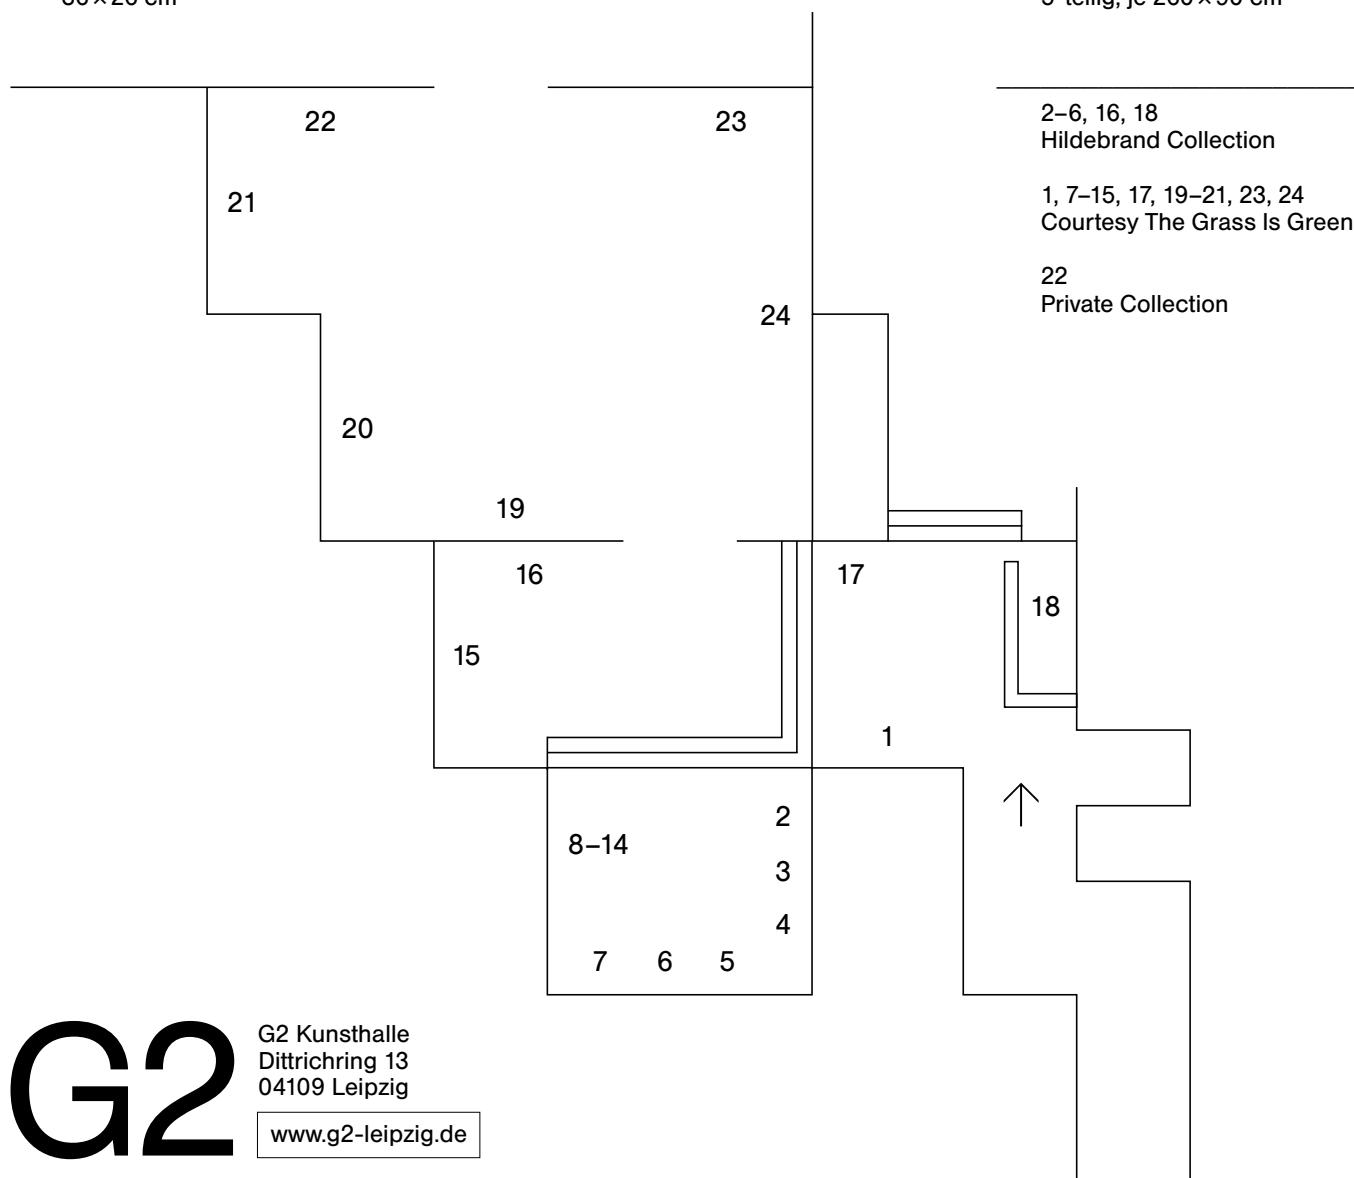 22
23
2–6, 16, 18
Hildebrand Collection
21
1, 7–15, 17, 19–21, 23, 24
Courtesy The Grass Is Green
22
Private Collection
24
20
19
16
17
18
15
1
2
8–14
3
4
7 6 5
G2
G2 Kunsthalle
Dittrichring 13
04109 Leipzig
www.g2-leipzig.de